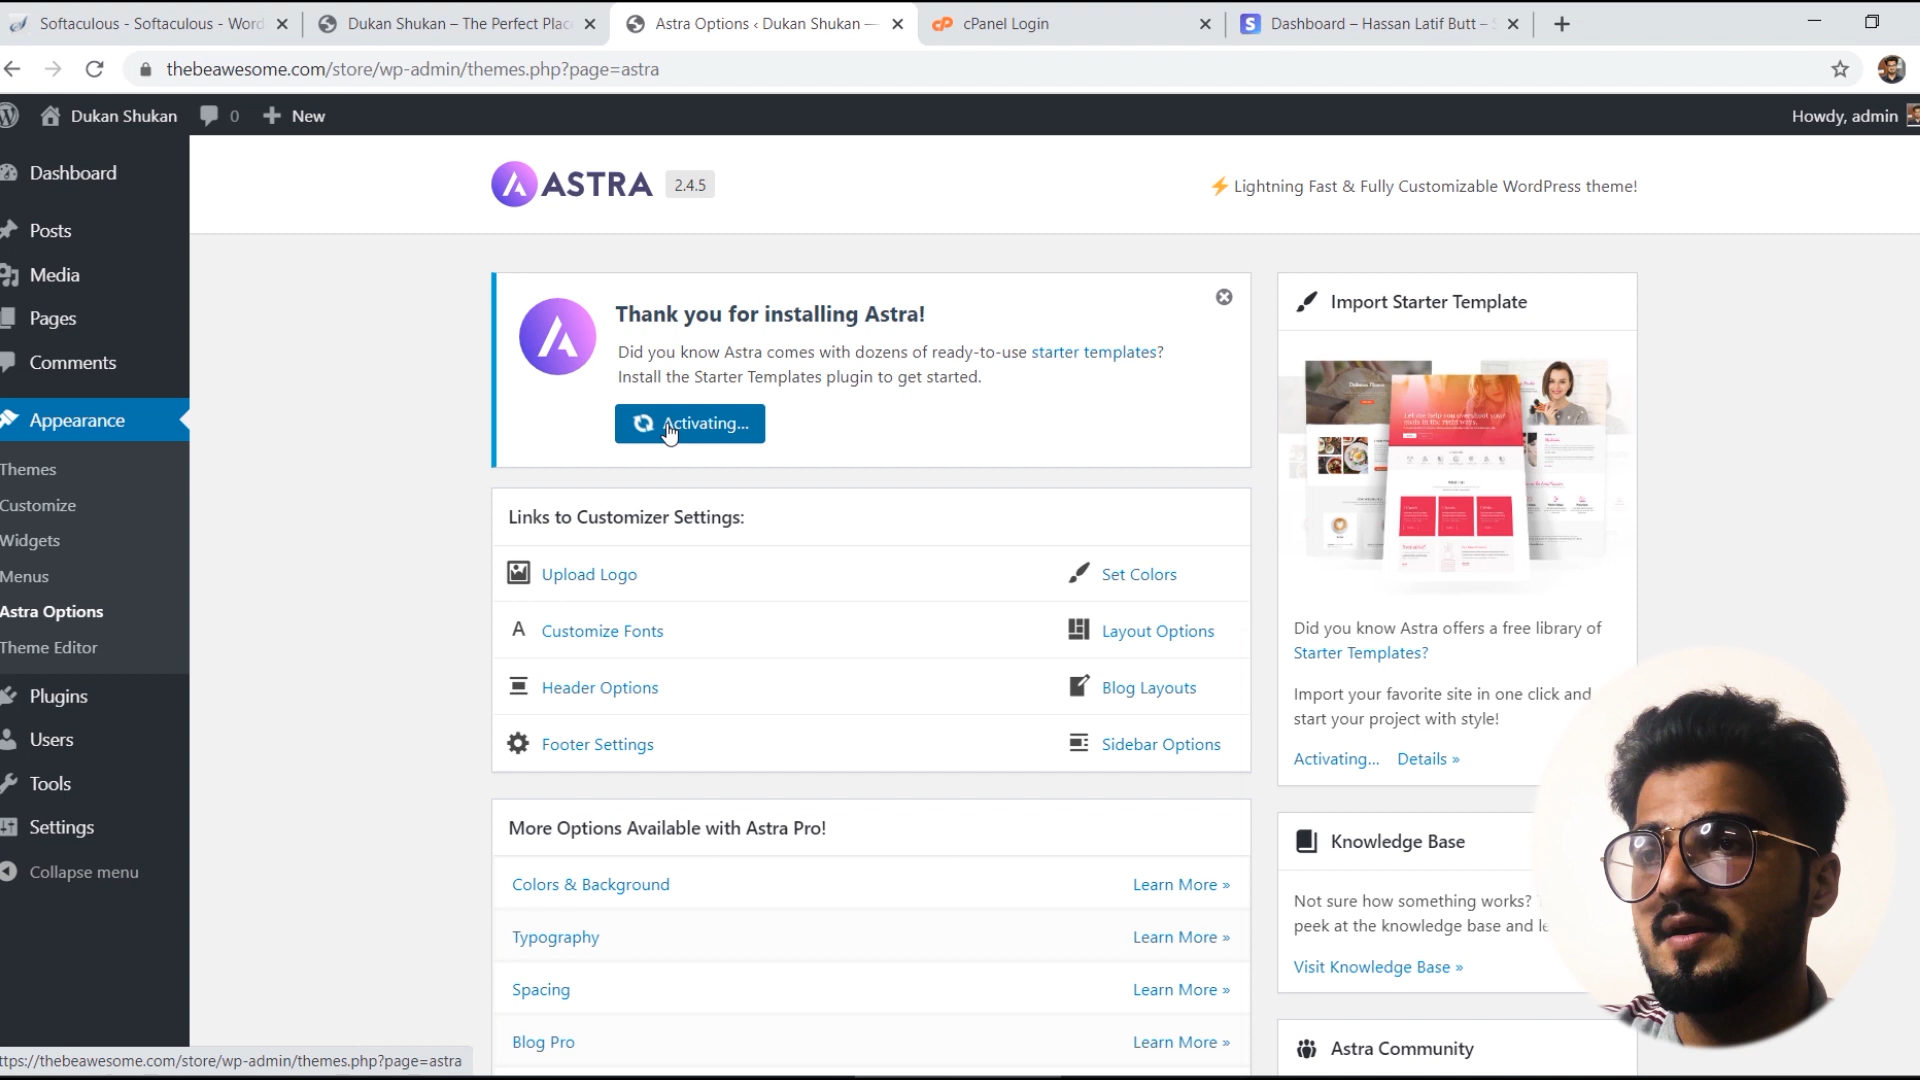 Softaculous - Softaculous - Word
Dukan Shukan – The Perfect Plac
Astra Options ‹ Dukan Shukan —
cPanel Login
Dashboard – Hassan Latif Butt –
thebeawesome.com/store/wp-admin/themes.php?page=astra
Dukan Shukan
0
New
Howdy, admin
Dashboard
Posts
Media
Pages
Comments
Appearance
Themes
Customize
Widgets
Menus
Astra Options
Theme Editor
Plugins
Users
Tools
Settings
Collapse menu
ASTRA 2.4.5
Lightning Fast & Fully Customizable WordPress theme!
Thank you for installing Astra!
Did you know Astra comes with dozens of ready-to-use starter templates?
Install the Starter Templates plugin to get started.
Activating...
Links to Customizer Settings:
Upload Logo
Set Colors
Customize Fonts
Layout Options
Header Options
Blog Layouts
Footer Settings
Sidebar Options
More Options Available with Astra Pro!
Colors & Background
Learn More »
Typography
Learn More »
Spacing
Learn More »
Blog Pro
Learn More »
Import Starter Template
Did you know Astra offers a free library of
Starter Templates?
Import your favorite site in one click and
start your project with style!
Activating... Details »
Knowledge Base
Not sure how something works?
peek at the knowledge base and
Visit Knowledge Base »
Astra Community
ttps://thebeawesome.com/store/wp-admin/themes.php?page=astra